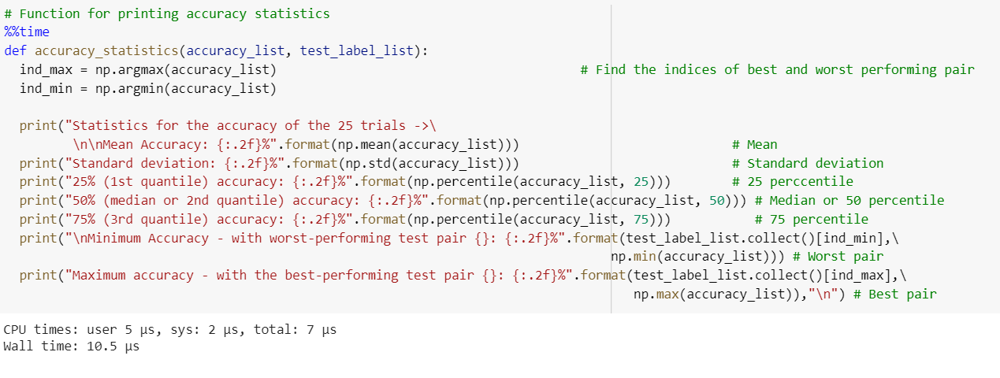 # Function for printing accuracy statistics
%%time
def accuracy_statistics(accuracy_list, test_label_list):
  ind_max = np.argmax(accuracy_list)                                        # Find the indices of best and worst performing pair
  ind_min = np.argmin(accuracy_list)
  print("Statistics for the accuracy of the 25 trials ->\
         \n\nMean Accuracy: {:.2f}%".format(np.mean(accuracy_list)))                            # Mean
  print("Standard deviation: {:.2f}%".format(np.std(accuracy_list)))                            # Standard deviation
  print("25% (1st quantile) accuracy: {:.2f}%".format(np.percentile(accuracy_list, 25)))        # 25 perccentile
  print("50% (median or 2nd quantile) accuracy: {:.2f}%".format(np.percentile(accuracy_list, 50))) # Median or 50 percentile
  print("75% (3rd quantile) accuracy: {:.2f}%".format(np.percentile(accuracy_list, 75)))           # 75 percentile
  print("\nMinimum Accuracy - with worst-performing test pair {}: {:.2f}%".format(test_label_list.collect()[ind_min],\
                                                                                np.min(accuracy_list))) # Worst pair
  print("Maximum accuracy - with the best-performing test pair {}: {:.2f}%".format(test_label_list.collect()[ind_max],\
                                                                                   np.max(accuracy_list)),"\n") # Best pair
CPU times: user 5 µs, sys: 2 µs, total: 7 µs
Wall time: 10.5 µs